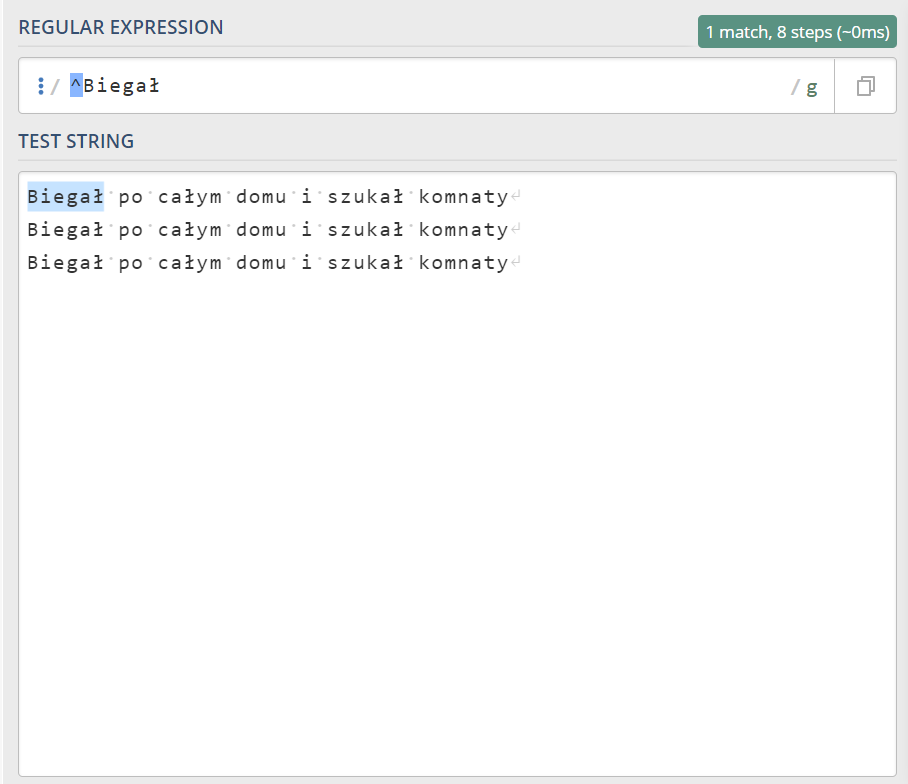 REGULAR EXPRESSION
1 match, 8 steps (~0ms)
/ ^Biegał / g
TEST STRING
Biegał po całym domu i szukał komnaty
Biegał po całym domu i szukał komnaty
Biegał po całym domu i szukał komnaty